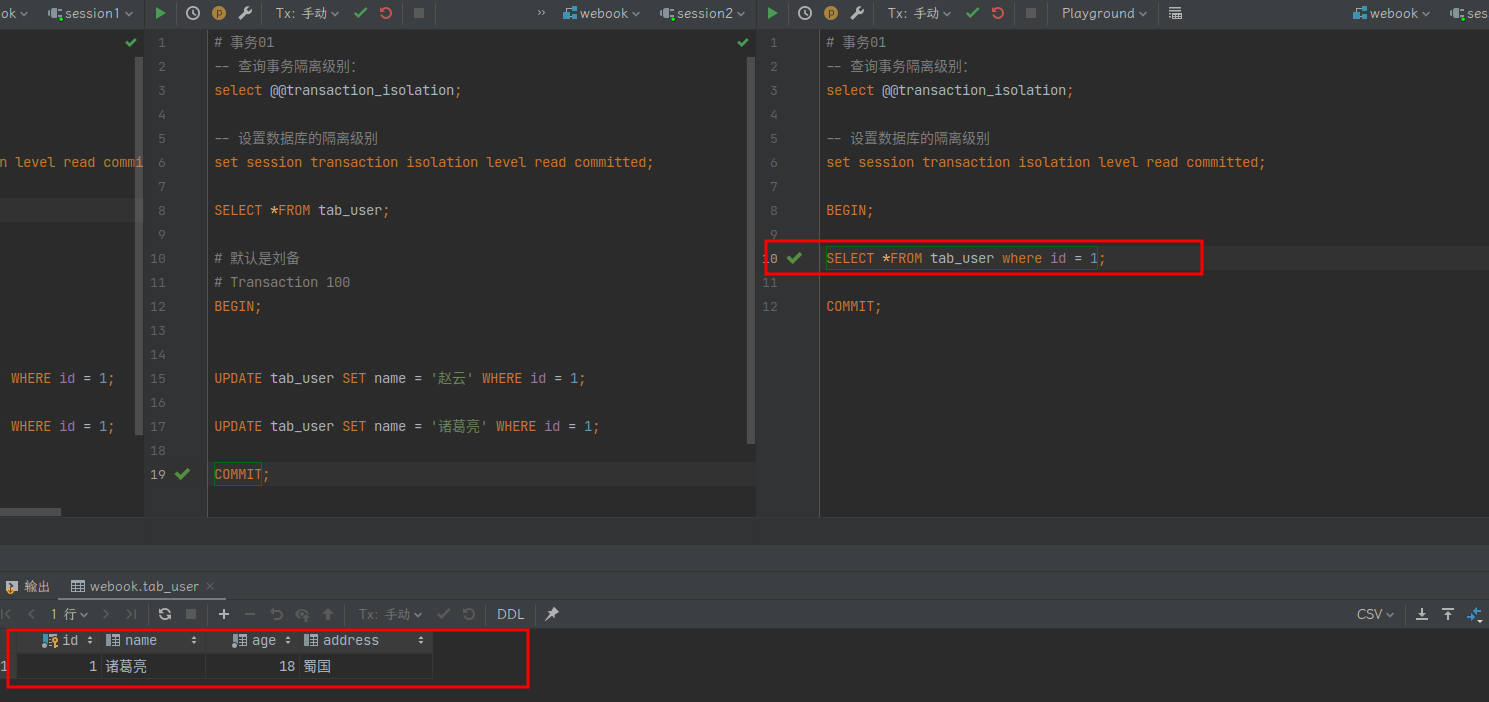 ok session1 Tx: 手动 webook session2 Tx: 手动 Playground webook ses
n level read commi
WHERE id = 1;
WHERE id = 1;
1 # 事务01
2 -- 查询事务隔离级别:
3 select @@transaction_isolation;
4
5 -- 设置数据库的隔离级别
6 set session transaction isolation level read committed;
7
8 SELECT *FROM tab_user;
9
10 # 默认是刘备
11 # Transaction 100
12 BEGIN;
13
14
15 UPDATE tab_user SET name = '赵云' WHERE id = 1;
16
17 UPDATE tab_user SET name = '诸葛亮' WHERE id = 1;
18
19 COMMIT;
1 # 事务01
2 -- 查询事务隔离级别:
3 select @@transaction_isolation;
4
5 -- 设置数据库的隔离级别
6 set session transaction isolation level read committed;
7
8 BEGIN;
9
10 SELECT *FROM tab_user where id = 1;
11
12 COMMIT;
输出 webook.tab_user
1 行 Tx: 手动 DDL CSV
id name age address
1 1 诸葛亮 18 蜀国